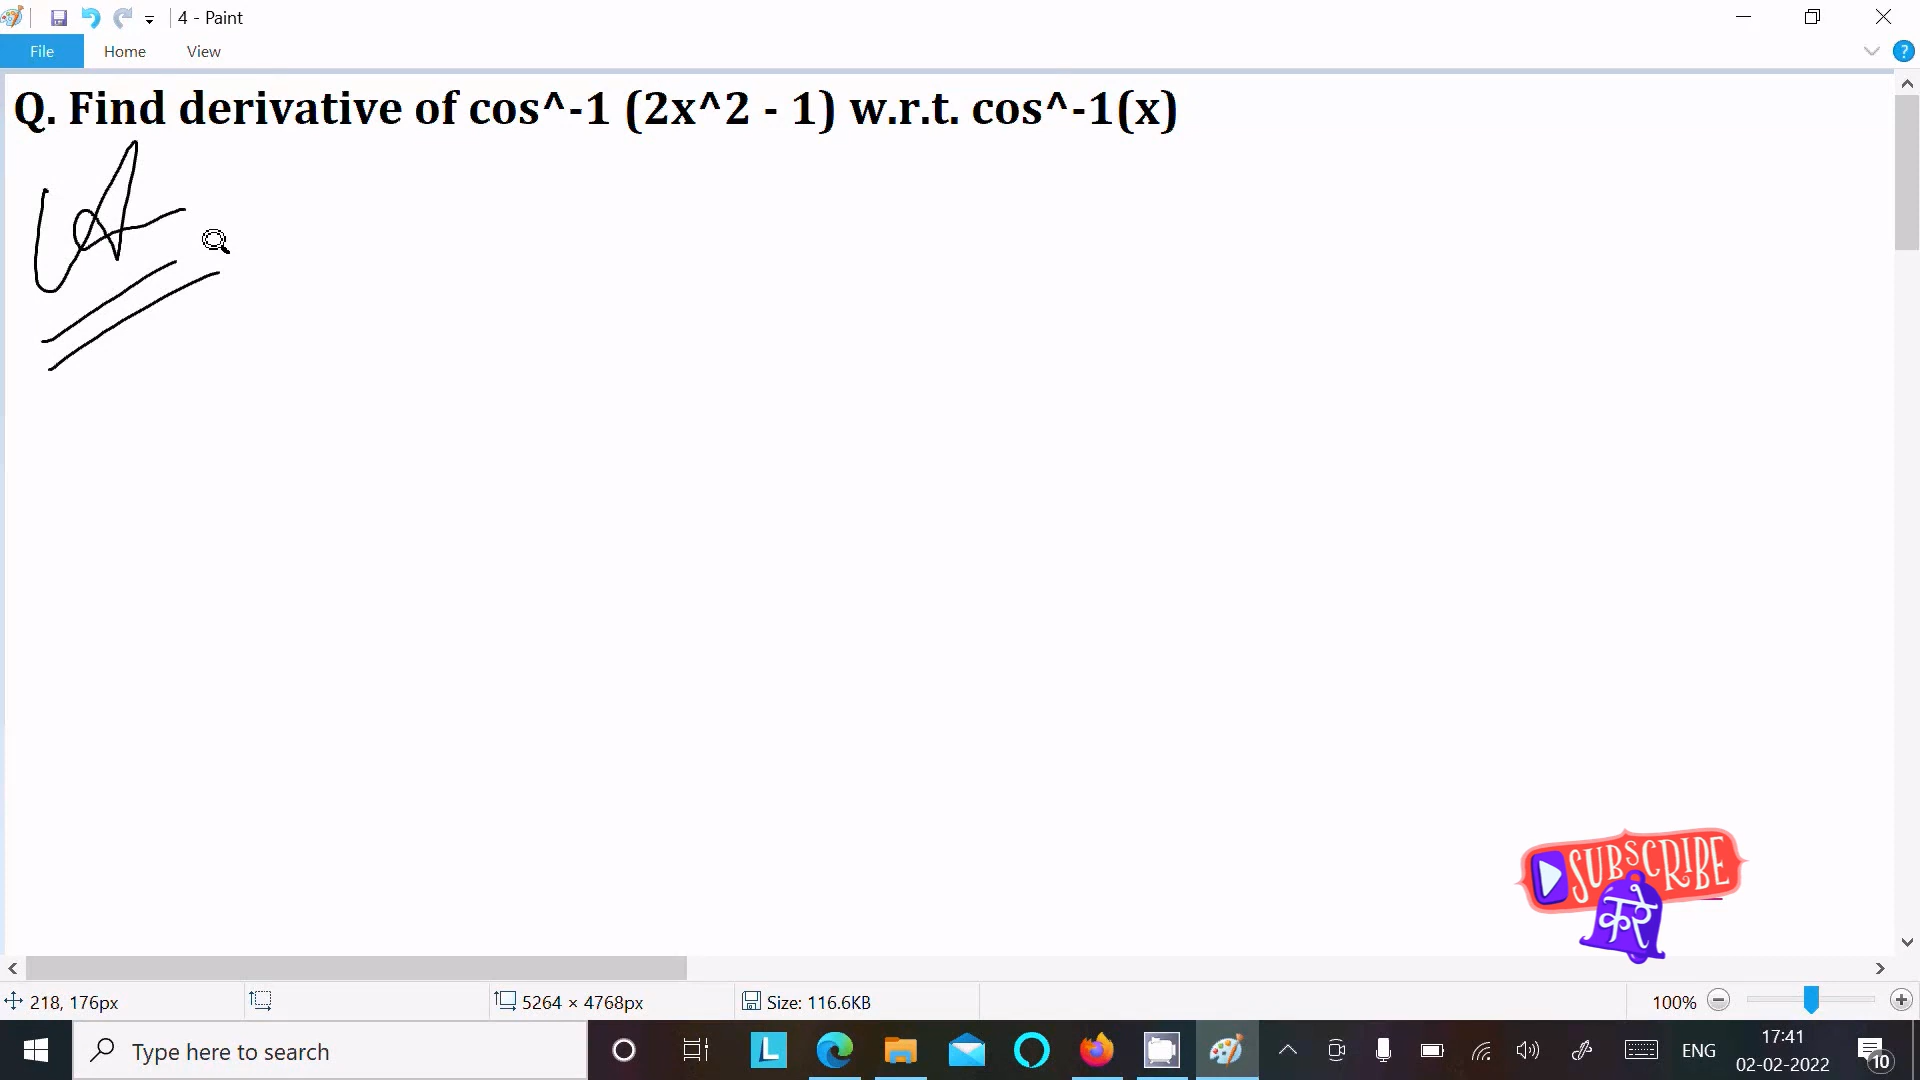 4 - Paint
File Home View
Q. Find derivative of cos^-1 (2x^2 - 1) w.r.t. cos^-1(x)
A
SUBSCRIBE
करे
218, 176px 5264 × 4768px Size: 116.6KB 100%
Type here to search L ENG 17:41
02-02-2022 10